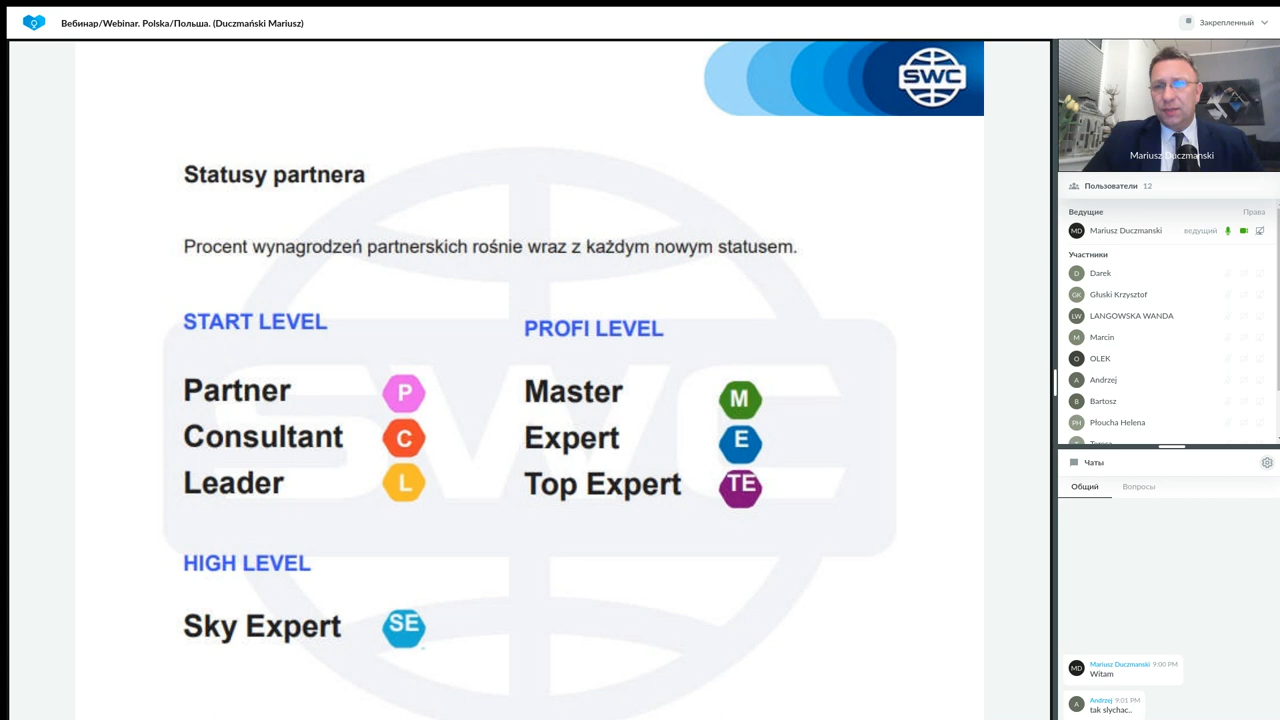 Вебинар/Webinar. Polska/Польша. (Duczmański Mariusz)
Закрепленный
SWC
Statusy partnera
Procent wynagrodzeń partnerskich rośnie wraz z każdym nowym statusem.
START LEVEL
Partner P
Consultant C
Leader L
PROFI LEVEL
Master M
Expert E
Top Expert TE
HIGH LEVEL
Sky Expert SE
SWC
Mariusz Duczmanski
Пользователи 12
Ведущие Права
MD Mariusz Duczmanski ведущий
Участники
D Darek
GK Głuski Krzysztof
LW LANGOWSKA WANDA
M Marcin
O OLEK
A Andrzej
B Bartosz
PH Płoucha Helena
Чаты
Общий Вопросы
MD Mariusz Duczmanski 9:00 PM
Witam
A Andrzej 9:01 PM
tak slychac..